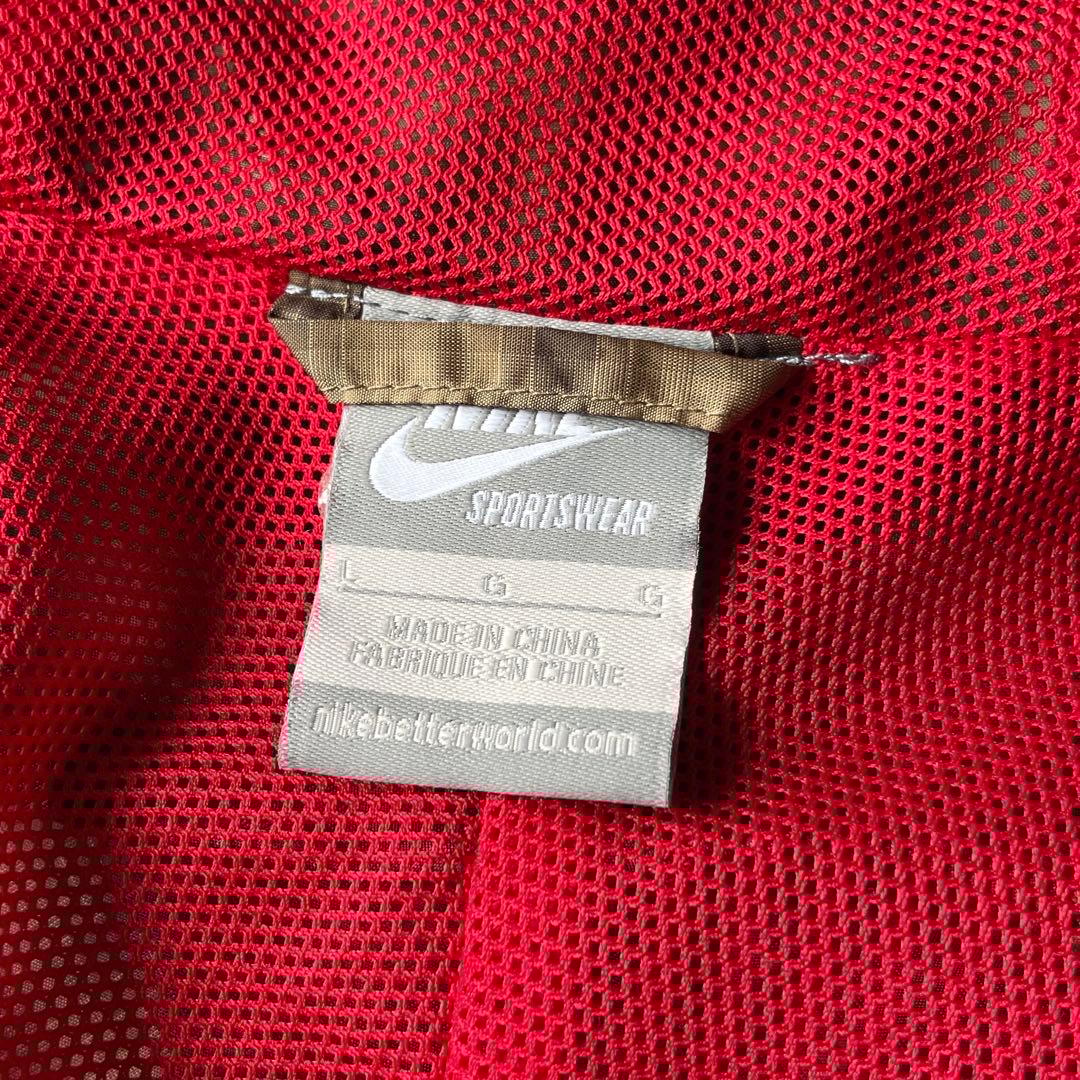 NIKE
SPORTSWEAR
L G G
MADE IN CHINA
FABRIQUE EN CHINE
nikebetterworld.com